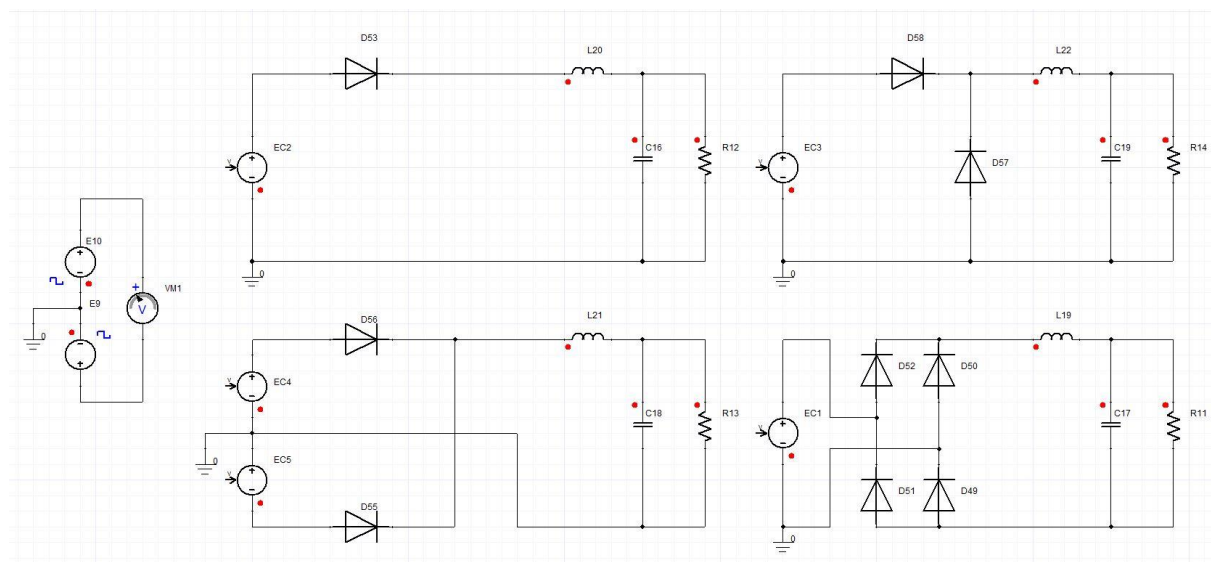 D53
L20
EC2
V
C16
R12
0
D58
L22
EC3
V
D57
C19
R14
0
E10
E9
VM1
+
V
0
D56
L21
EC4
V
EC5
V
C18
R13
0
D55
L19
D52
D50
EC1
V
C17
R11
D51
D49
0